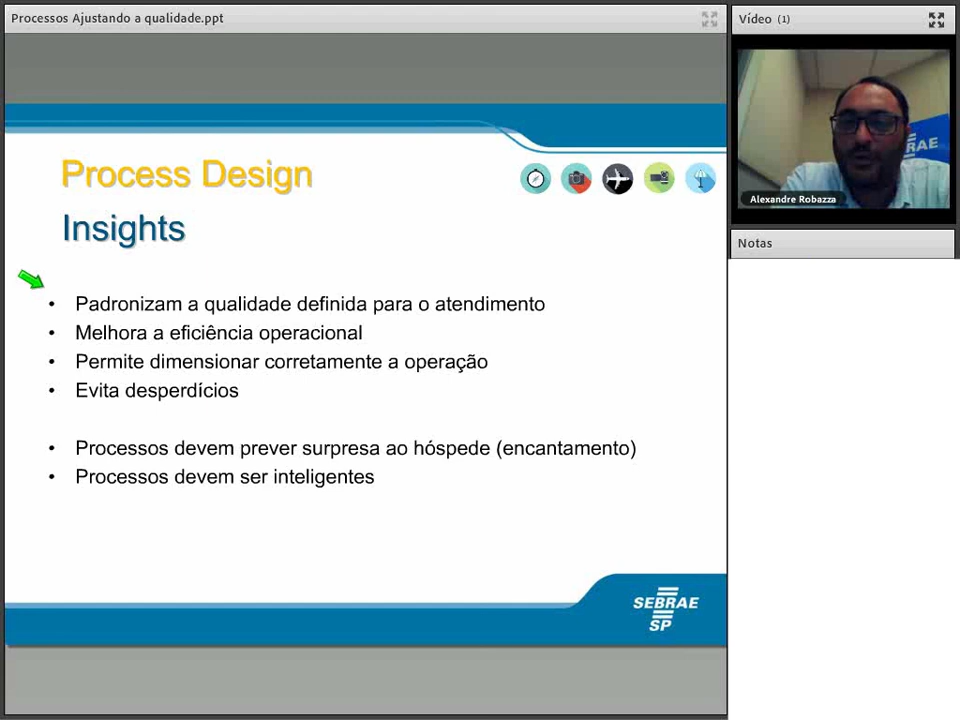 Processos Ajustando a qualidade.ppt
Vídeo (1)
Process Design
Insights
• Padronizam a qualidade definida para o atendimento
• Melhora a eficiência operacional
• Permite dimensionar corretamente a operação
• Evita desperdícios
• Processos devem prever surpresa ao hóspede (encantamento)
• Processos devem ser inteligentes
SEBRAE
SP
RAE
Alexandre Robazza
Notas